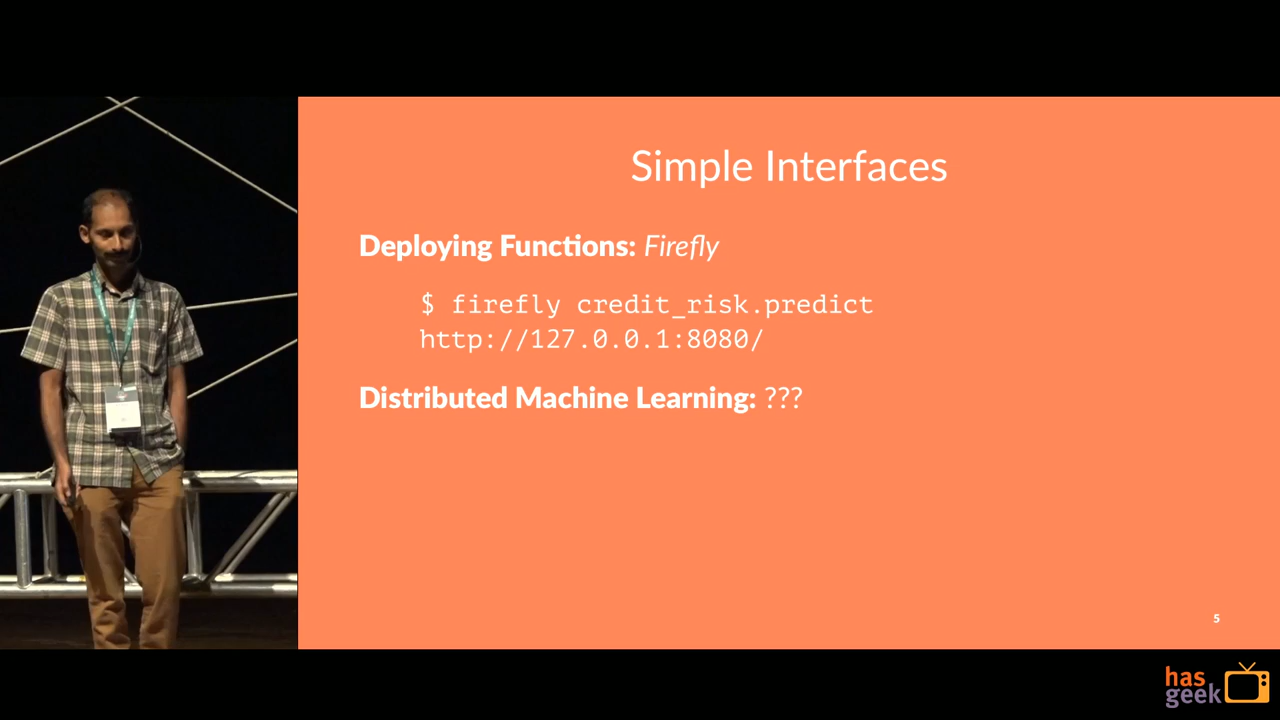 Simple Interfaces
Deploying Functions: Firefly
$ firefly credit_risk.predict
http://127.0.0.1:8080/
Distributed Machine Learning: ???
5
has
geek